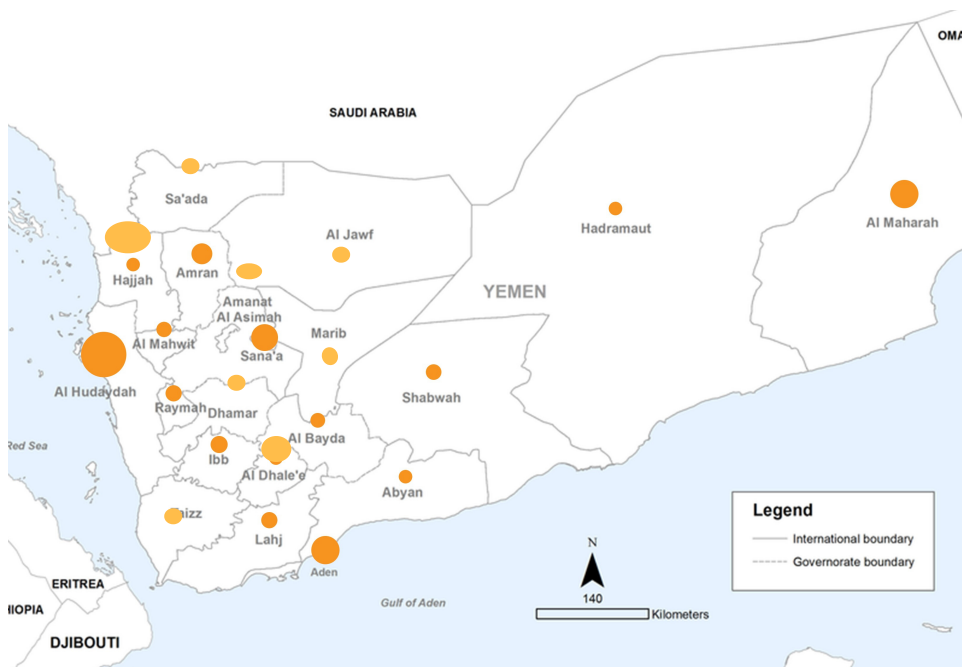 OMA
SAUDI ARABIA
Sa'ada
Al Jawf
Hadramaut
Al Maharah
Hajjah
Amran
YEMEN
Amanat
Al Asimah
Marib
Al Mahwit
Sana'a
Al Hudaydah
Shabwah
Raymah
Dhamar
Al Bayda
Red Sea
Ibb
Al Dhale'e
Abyan
Taizz
Lahj
Aden
Legend
International boundary
Governorate boundary
N
140
Kilometers
ERITREA
Gulf of Aden
HIOPIA
DJIBOUTI